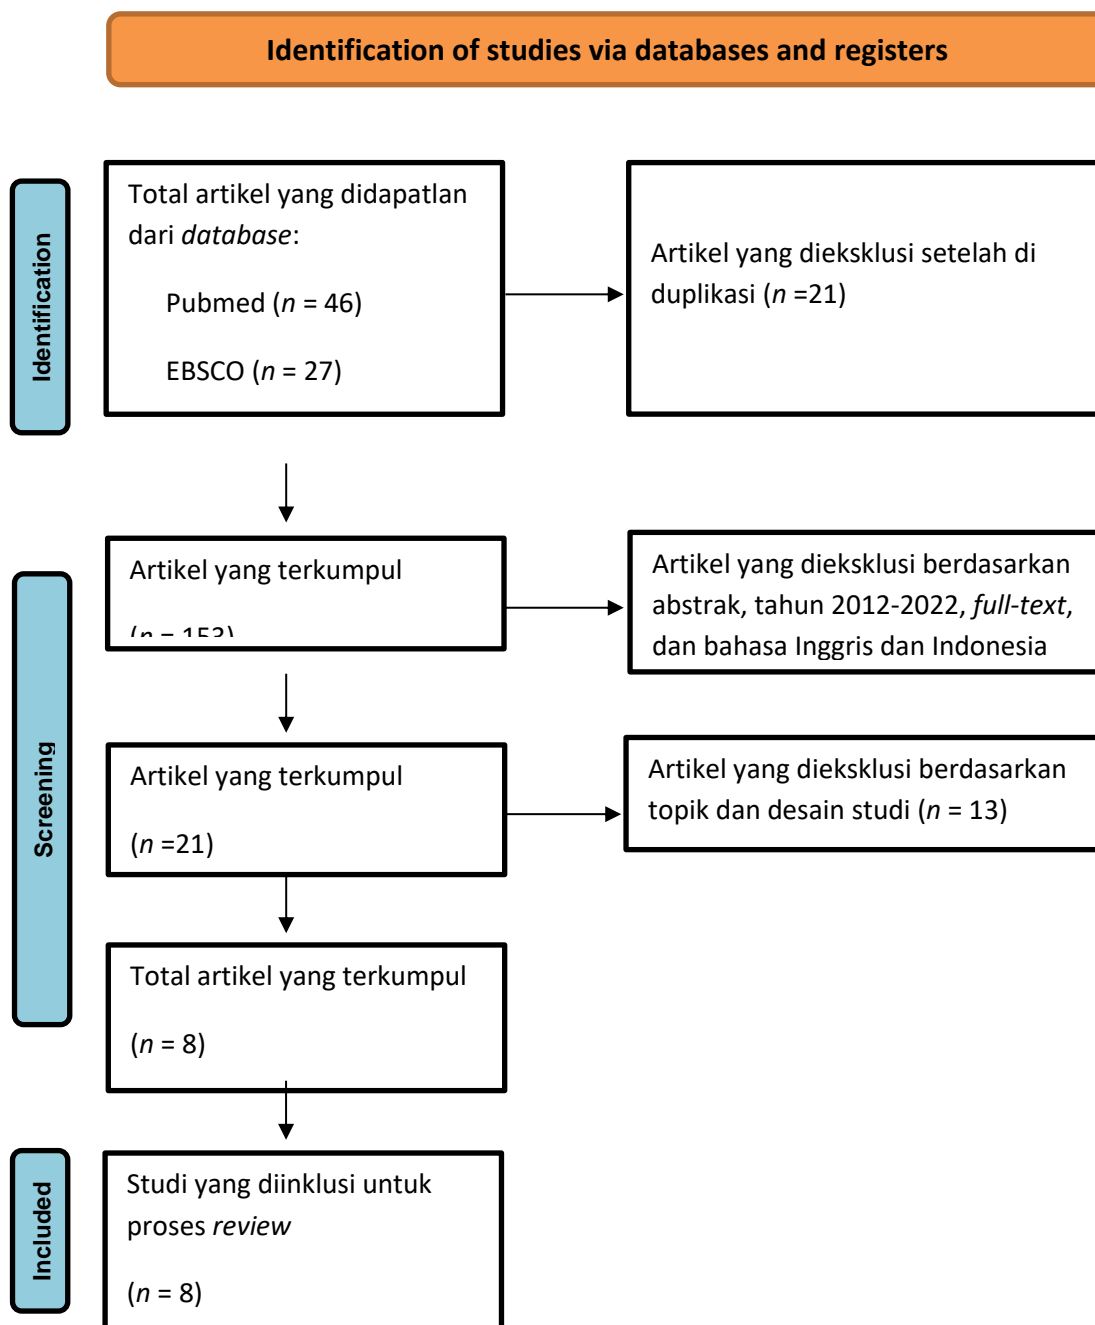 Identification of studies via databases and registers
Identification
Total artikel yang didapatlan
dari database:
Pubmed (n = 46)
EBSCO (n = 27)
Artikel yang dieksklusi setelah di
duplikasi (n =21)
Screening
Artikel yang terkumpul
(n = 153)
Artikel yang dieksklusi berdasarkan
abstrak, tahun 2012-2022, full-text,
dan bahasa Inggris dan Indonesia
Artikel yang terkumpul
(n =21)
Artikel yang dieksklusi berdasarkan
topik dan desain studi (n = 13)
Total artikel yang terkumpul
(n = 8)
Included
Studi yang diinklusi untuk
proses review
(n = 8)